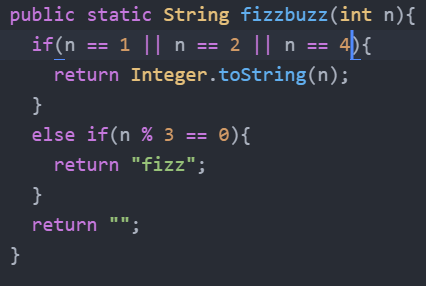 public static String fizzbuzz(int n){
if(n == 1 || n == 2 || n == 4){
return Integer.toString(n);
}
else if(n % 3 == 0){
return "fizz";
}
return "";
}